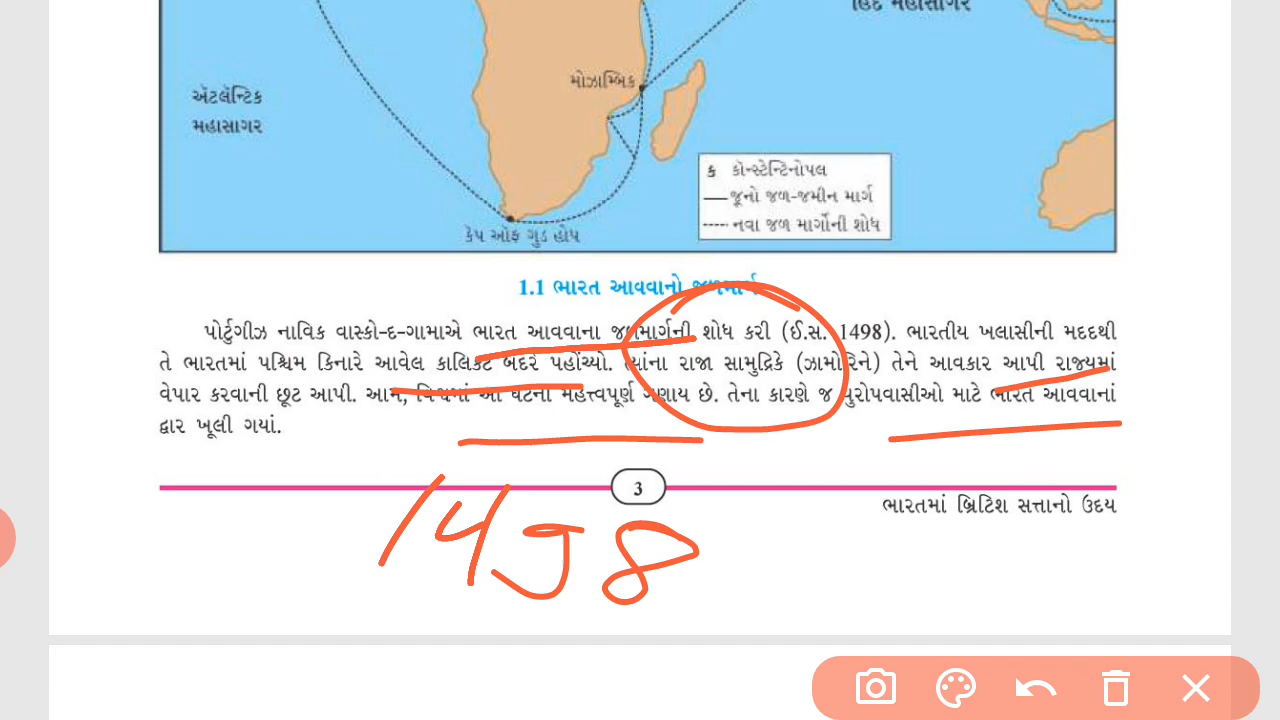 હિંદ મહાસાગર
મોઝામ્બિક
ઍટલૅન્ટિક
મહાસાગર
ક કૉન્સ્ટેન્ટિનોપલ
જૂનો જળ-જમીન માર્ગ
નવા જળ માર્ગોની શોધ
કેપ ઑફ ગુડ હોપ
1.1 ભારત આવવાનો જળમાર્ગ
પોર્ટુગીઝ નાવિક વાસ્કો-દ-ગામાએ ભારત આવવાના જળમાર્ગની શોધ કરી (ઈ.સ. 1498). ભારતીય ખલાસીની મદદથી
તે ભારતમાં પશ્ચિમ કિનારે આવેલ કાલિકટ બંદરે પહોંચ્યો. ત્યાંના રાજા સામુદ્રિકે (ઝામોરિને) તેને આવકાર આપી રાજ્યમાં
વેપાર કરવાની છૂટ આપી. આમ, વિશ્વમાં આ ઘટના મહત્ત્વપૂર્ણ ગણાય છે. તેના કારણે જ યુરોપવાસીઓ માટે ભારત આવવાનાં
દ્વાર ખૂલી ગયાં.
3
ભારતમાં બ્રિટિશ સત્તાનો ઉદય
1498